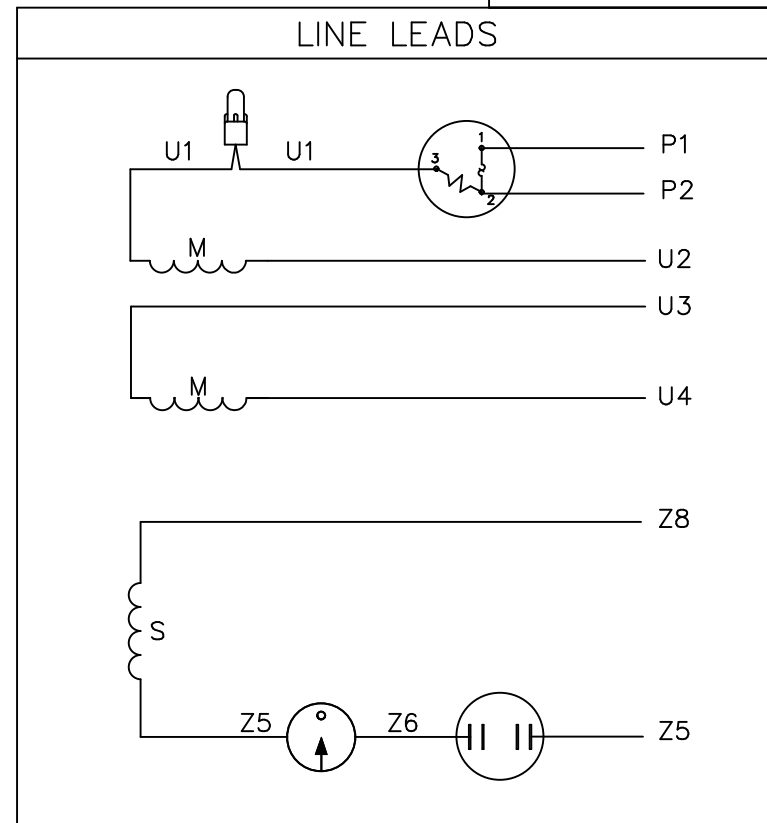 LINE LEADS
U1 U1 3 1 2 P1
P2
M U2
U3
M U4
Z8
S
Z5 Z6 Z5